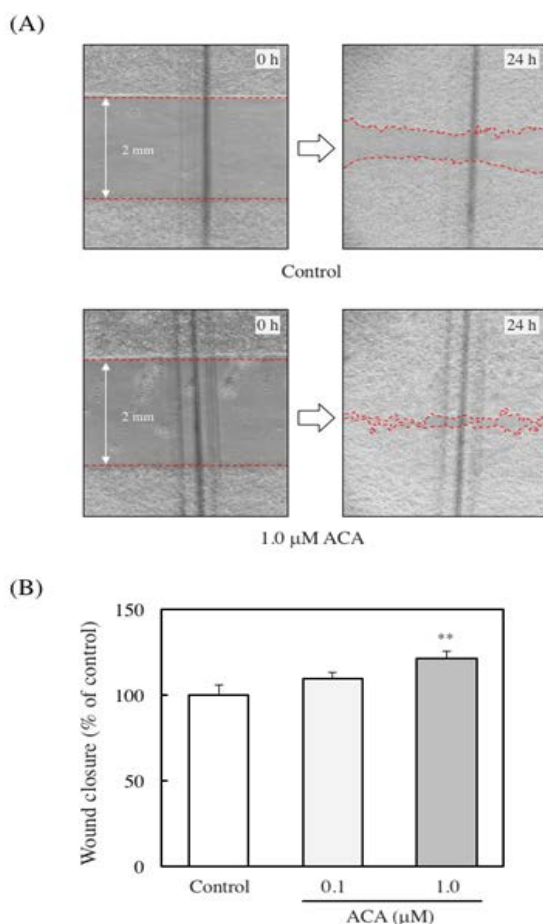 (A)
0 h
24 h
2 mm
Control
0 h
24 h
2 mm
1.0 μM ACA
(B)
Wound closure (% of control)
150
100
50
0
**
Control
0.1
1.0
ACA (μM)